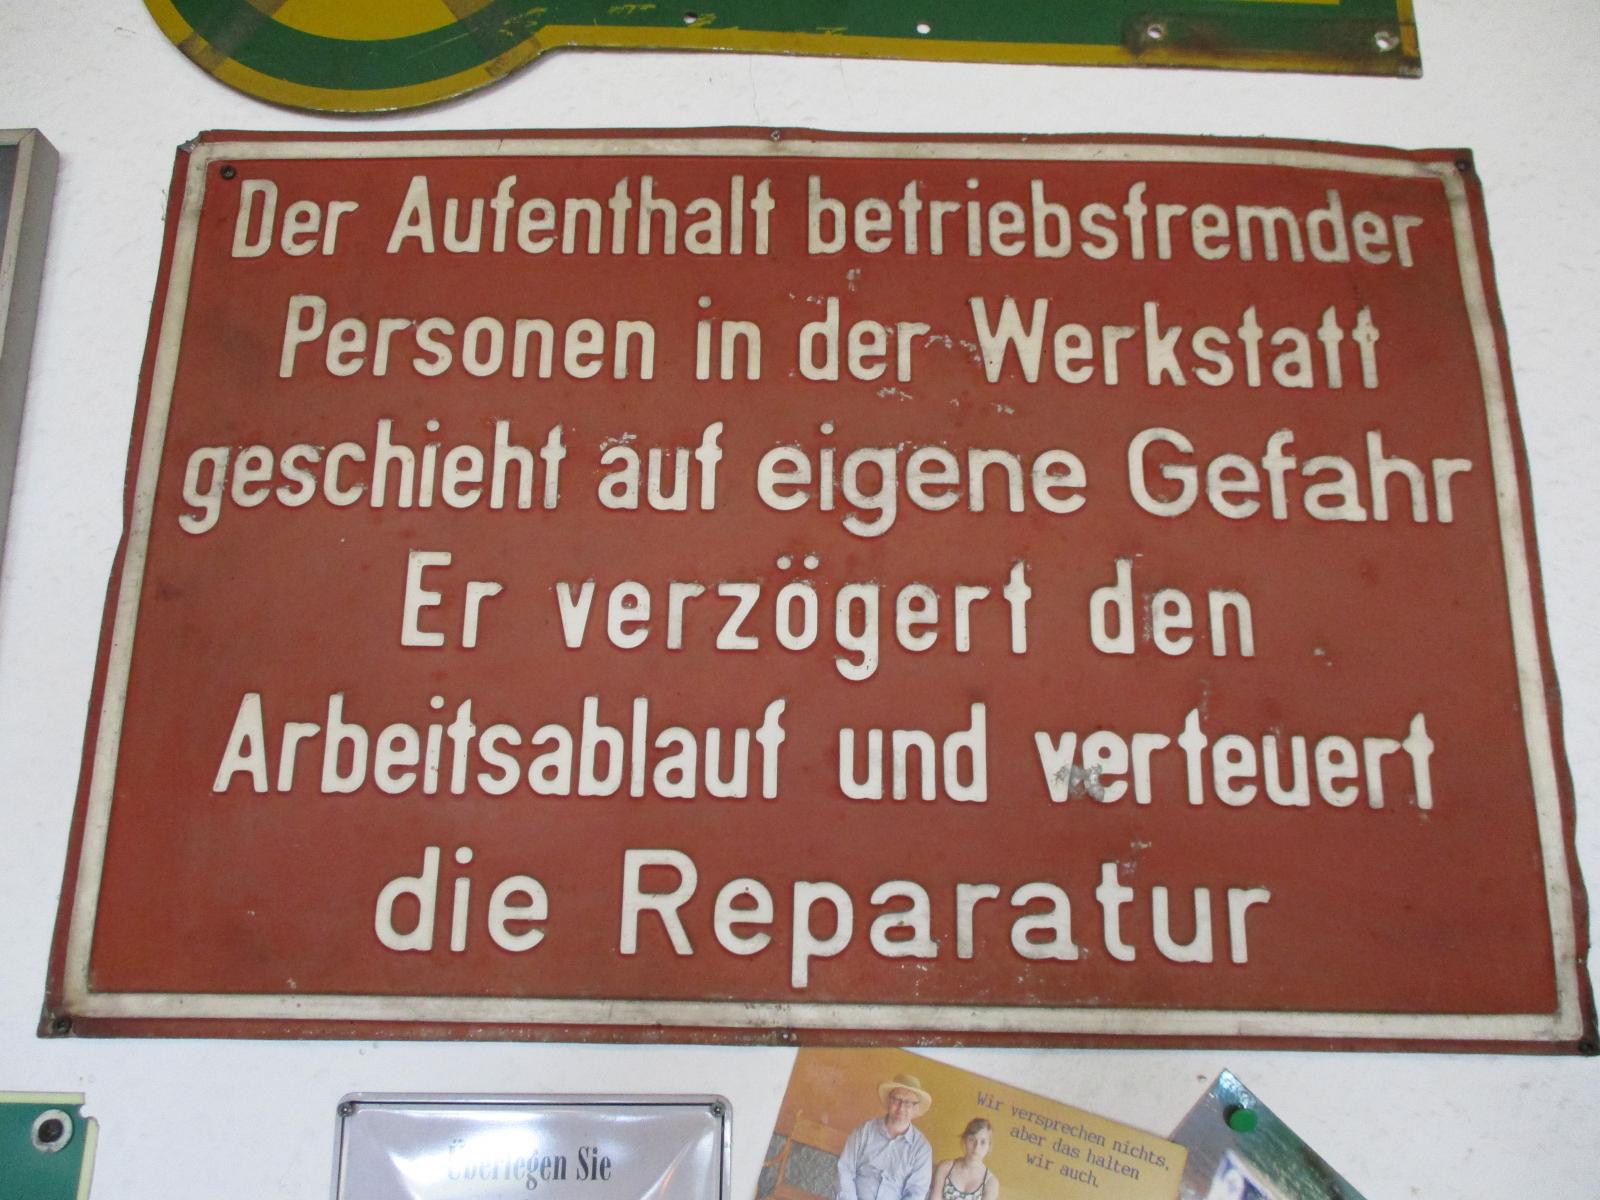 Der Aufenthalt betriebsfremder
Personen in der Werkstatt
geschieht auf eigene Gefahr
Er verzögert den
Arbeitsablauf und verteuert
die Reparatur
Überlegen Sie
Wir versprechen nichts,
aber das halten
wir auch.